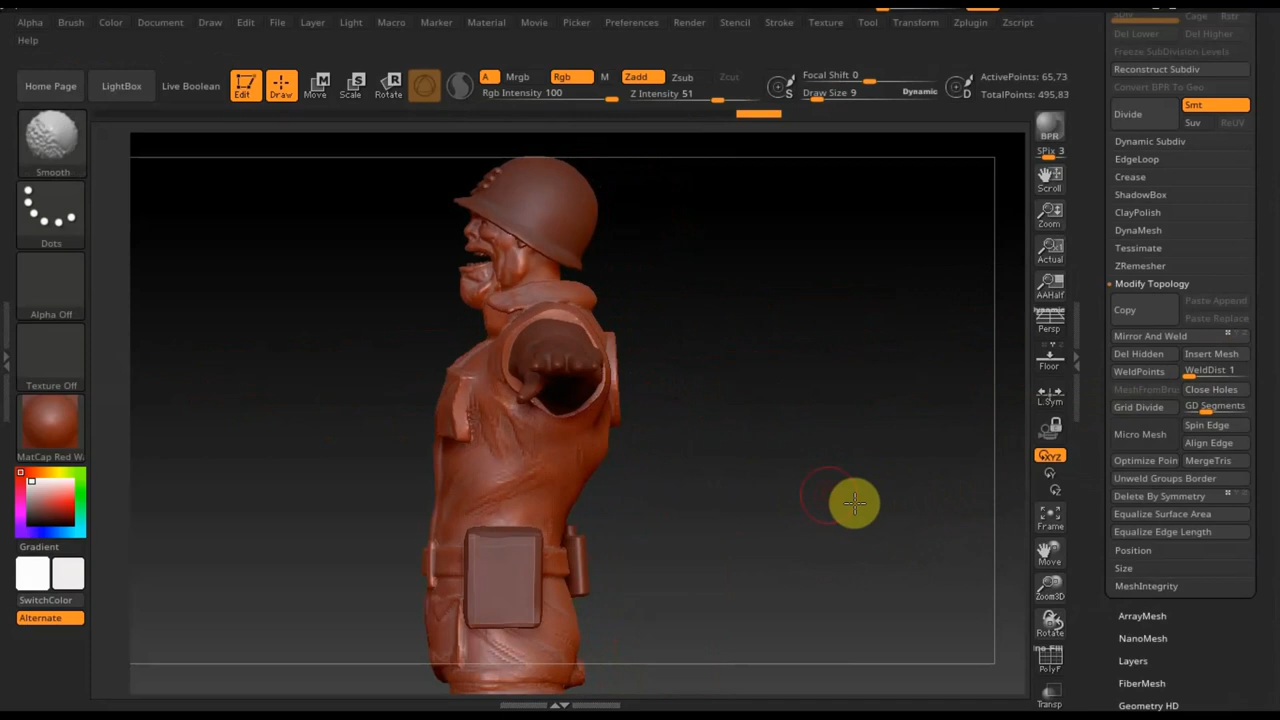 Alpha Brush Color Document Draw Edit File Layer Light Macro Marker Material Movie Picker Preferences Render Stencil Stroke Texture Tool Transform Zplugin Zscript
Help
Home Page
LightBox
Live Boolean
Edit
Draw
Move
Scale
Rotate
A
Mrgb
Rgb
M
Rgb Intensity 100
Zadd
Zsub
Zcut
Z Intensity 51
S
Focal Shift 0
Draw Size 9
Dynamic
D
ActivePoints: 65,73
TotalPoints: 495,83
Smooth
Dots
Alpha Off
Texture Off
MatCap Red W
Gradient
SwitchColor
Alternate
BPR
SPix 3
Scroll
Zoom
Actual
AAHalf
Dynamic
Persp
Floor
L.Sym
XYZ
Y
Z
Frame
Move
Zoom3D
Rotate
PolyF
Transp
SDiv
Cage
Rstr
Del Lower
Del Higher
Freeze SubDivision Levels
Reconstruct Subdiv
Convert BPR To Geo
Divide
Smt
Suv
ReUV
Dynamic Subdiv
EdgeLoop
Crease
ShadowBox
ClayPolish
DynaMesh
Tessimate
ZRemesher
Modify Topology
Copy
Paste Append
Paste Replace
Mirror And Weld
Del Hidden
Insert Mesh
WeldPoints
WeldDist 1
MeshFromBru
Close Holes
Grid Divide
GD Segments
Micro Mesh
Spin Edge
Align Edge
Optimize Poin
MergeTris
Unweld Groups Border
Delete By Symmetry
Equalize Surface Area
Equalize Edge Length
Position
Size
MeshIntegrity
ArrayMesh
NanoMesh
Layers
FiberMesh
Geometry HD